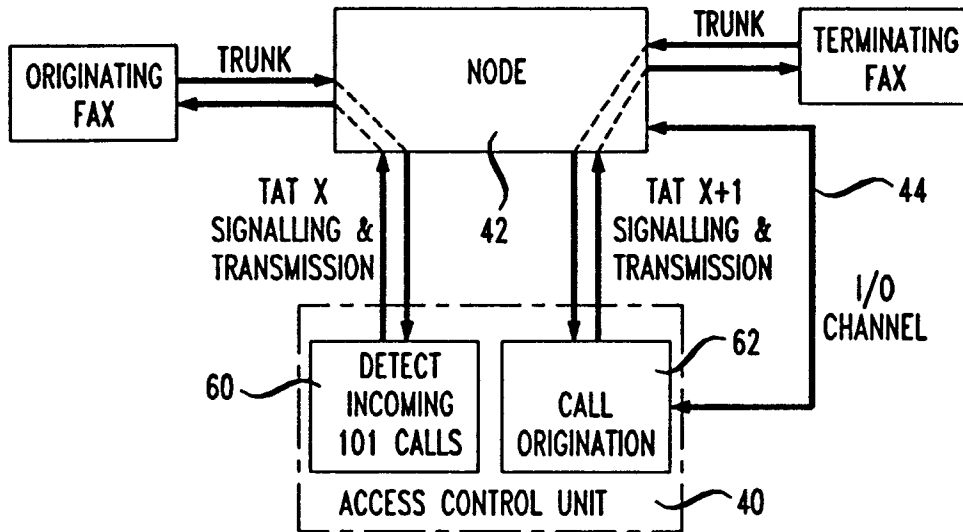 ORIGINATING
FAX
TRUNK
NODE
TRUNK
TERMINATING
FAX
TAT X
SIGNALLING &
TRANSMISSION
42
TAT X+1
SIGNALLING &
TRANSMISSION
44
I/O
CHANNEL
60
DETECT
INCOMING
101 CALLS
62
CALL
ORIGINATION
ACCESS CONTROL UNIT
40